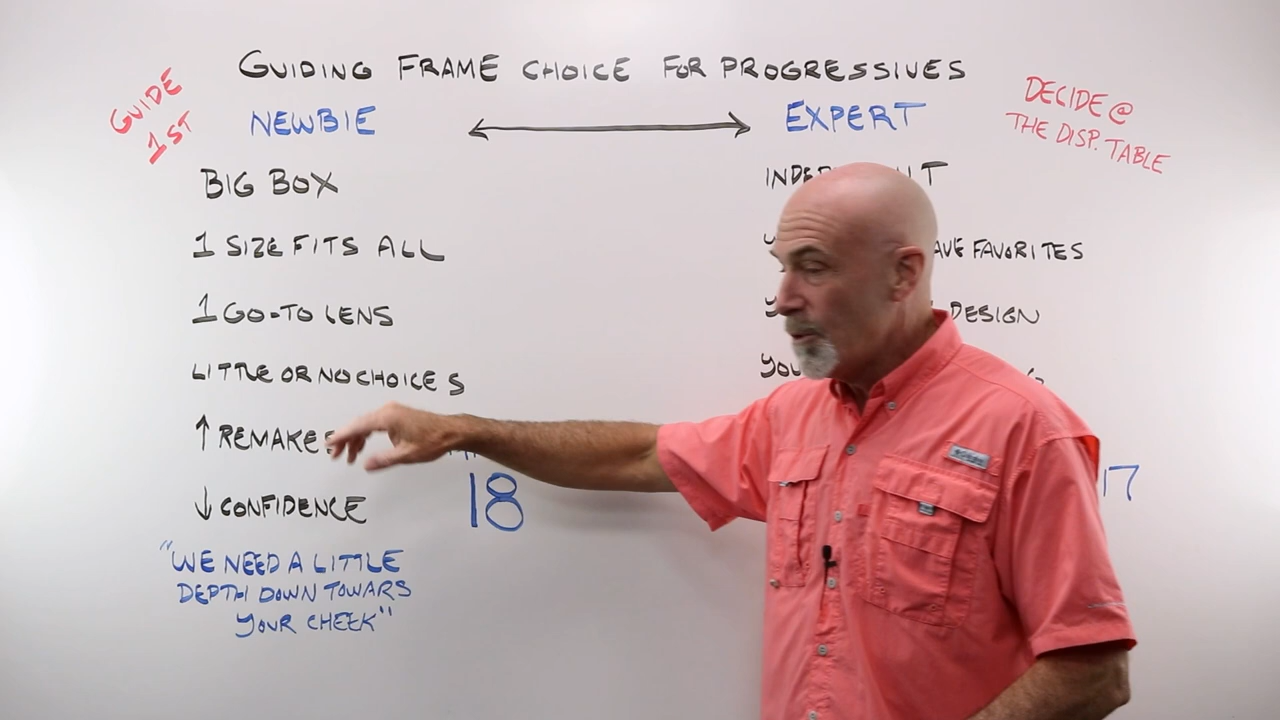 GUIDING FRAME CHOICE FOR PROGRESSIVES
GUIDE
1ST
NEWBIE
EXPERT
DECIDE @
THE DISP. TABLE
BIG BOX
1 SIZE FITS ALL
FAVORITES
1 GO-TO LENS
DESIGN
LITTLE OR NO CHOICES
↑ REMAKES
18
17
↓ CONFIDENCE
"WE NEED A LITTLE
DEPTH DOWN TOWARS
YOUR CHEEK"